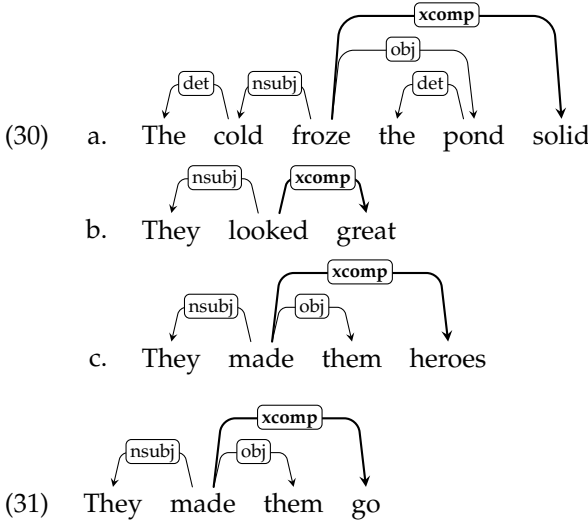 xcomp
obj
det nsubj det
(30) a. The cold froze the pond solid
nsubj xcomp
b. They looked great
xcomp
nsubj obj
c. They made them heroes
xcomp
nsubj obj
(31) They made them go